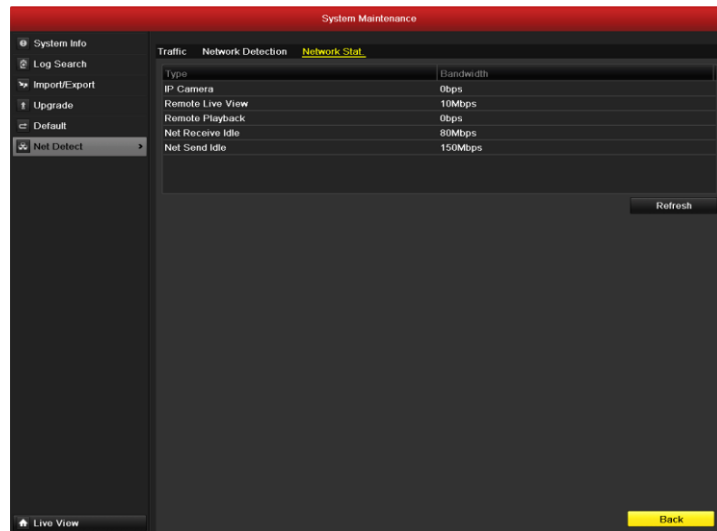 System Maintenance
System Info
Log Search
Import/Export
Upgrade
Default
Net Detect
Live View
Traffic Network Detection Network Stat.
Type Bandwidth
IP Camera 0bps
Remote Live View 10Mbps
Remote Playback 0bps
Net Receive Idle 80Mbps
Net Send Idle 150Mbps
Refresh
Back